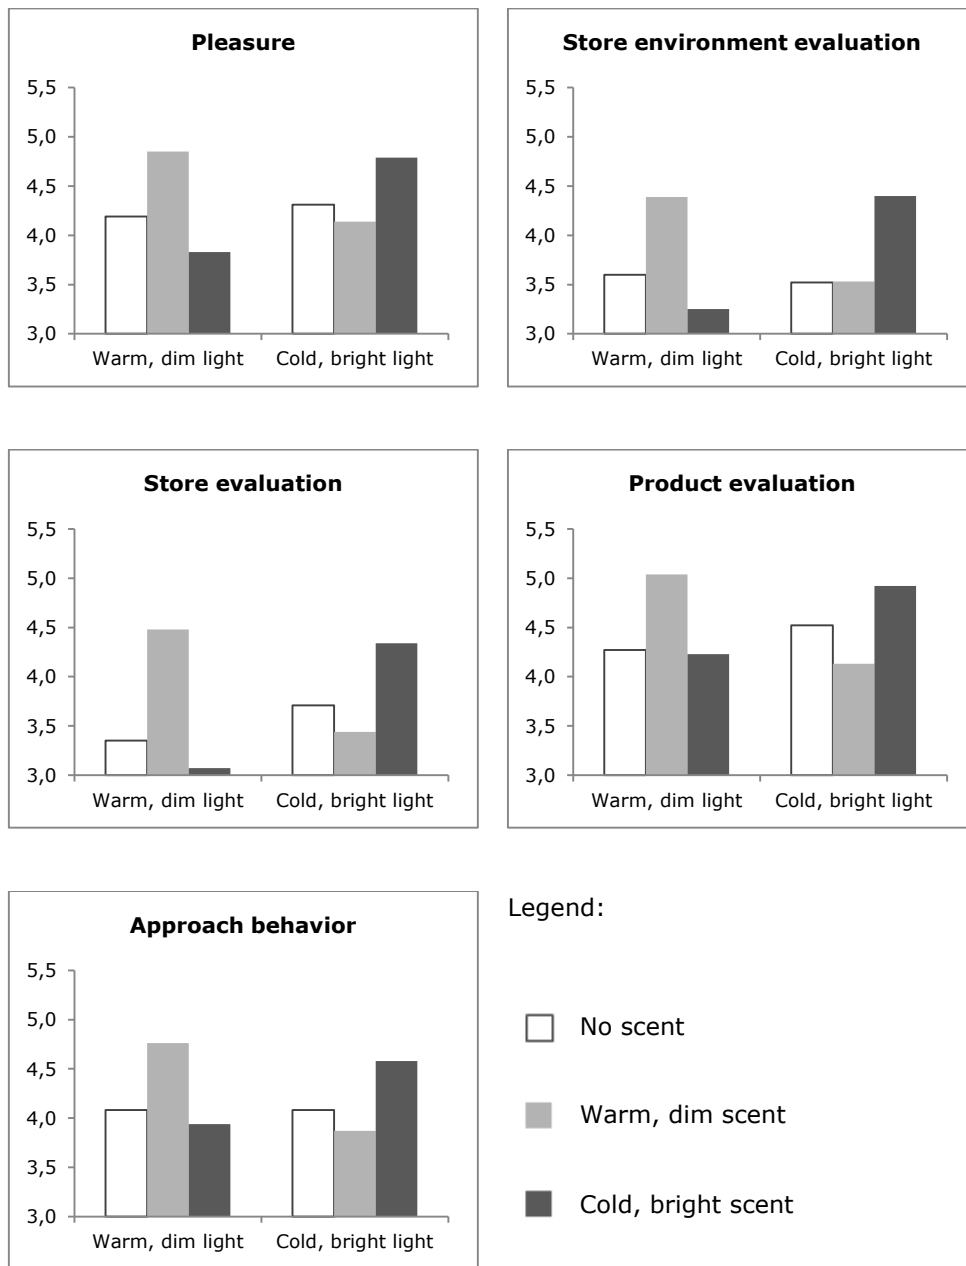 Pleasure
5,5
5,0
4,5
4,0
3,5
3,0
Warm, dim light Cold, bright light
Store environment evaluation
5,5
5,0
4,5
4,0
3,5
3,0
Warm, dim light Cold, bright light
Store evaluation
5,5
5,0
4,5
4,0
3,5
3,0
Warm, dim light Cold, bright light
Product evaluation
5,5
5,0
4,5
4,0
3,5
3,0
Warm, dim light Cold, bright light
Approach behavior
5,5
5,0
4,5
4,0
3,5
3,0
Warm, dim light Cold, bright light
Legend:
No scent
Warm, dim scent
Cold, bright scent